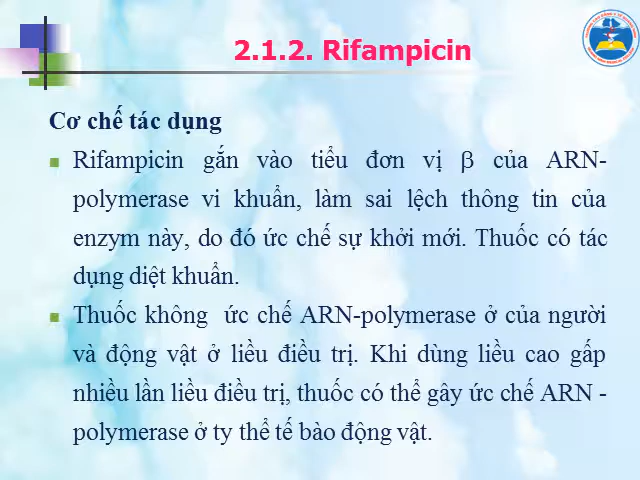 2.1.2. Rifampicin
Cơ chế tác dụng
Rifampicin gắn vào tiểu đơn vị β của ARN-
polymerase vi khuẩn, làm sai lệch thông tin của
enzym này, do đó ức chế sự khởi mới. Thuốc có tác
dụng diệt khuẩn.
Thuốc không ức chế ARN-polymerase ở của người
và động vật ở liều điều trị. Khi dùng liều cao gấp
nhiều lần liều điều trị, thuốc có thể gây ức chế ARN -
polymerase ở ty thể tế bào động vật.